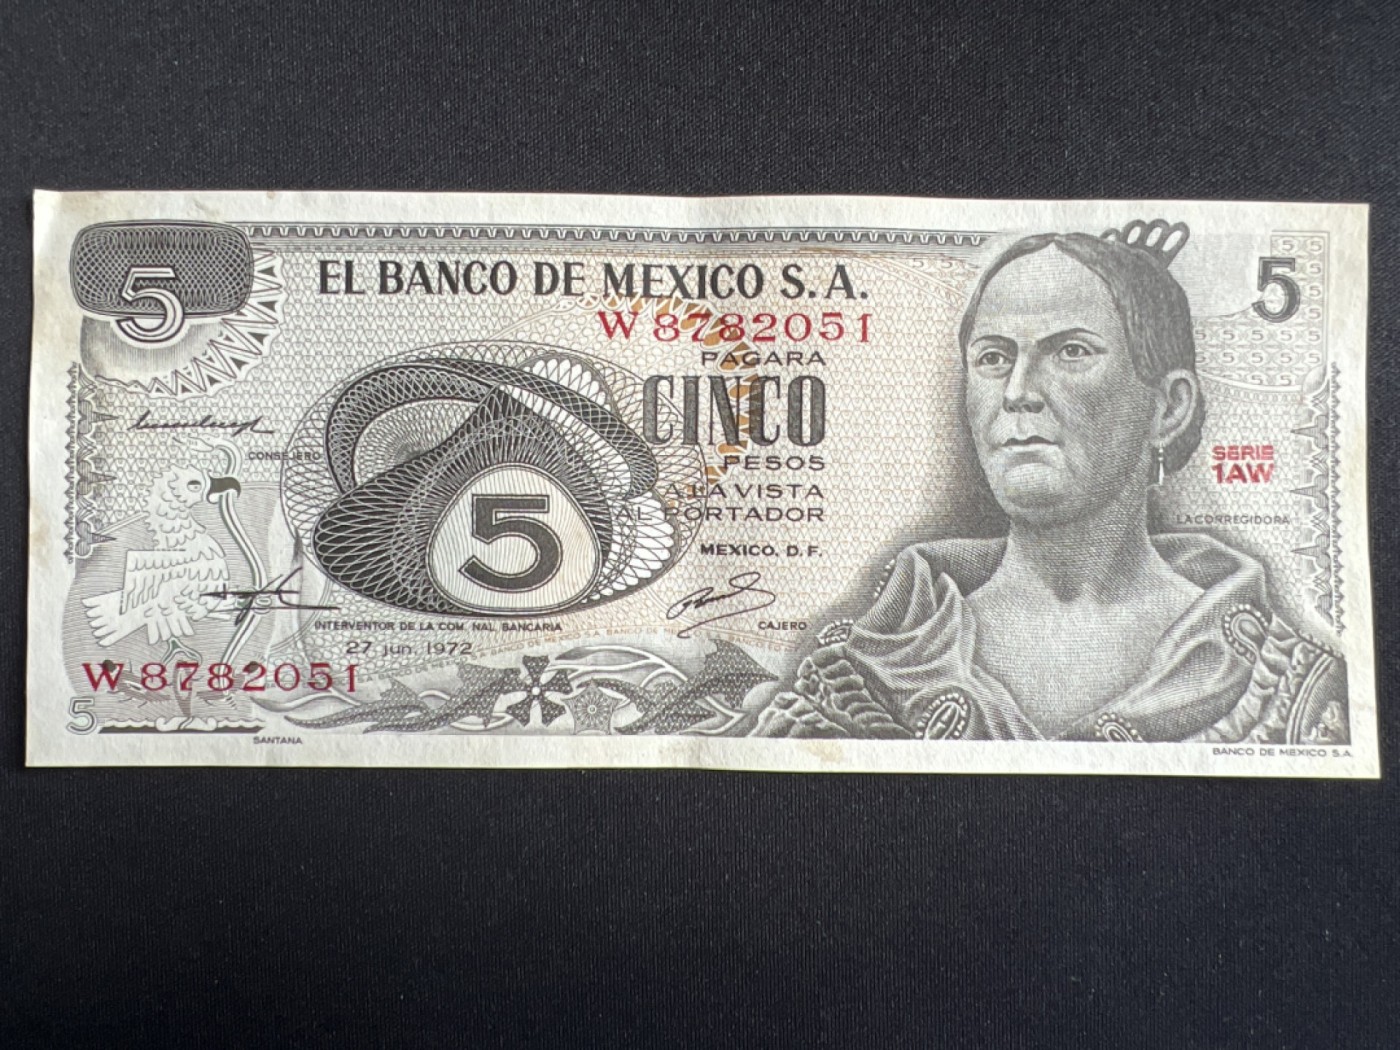 5
EL BANCO DE MEXICO S.A.
5
W 8782051
PAGARA
CINCO
PESOS
A LA VISTA
AL PORTADOR
MEXICO, D.F.
CONSEJERO
SERIE
1AW
LA CORREGIDORA
5
INTERVENTOR DE LA COM. NAL. BANCARIA
CAJERO
27 jun. 1972
W 8782051
5
SANTANA
BANCO DE MEXICO S.A.